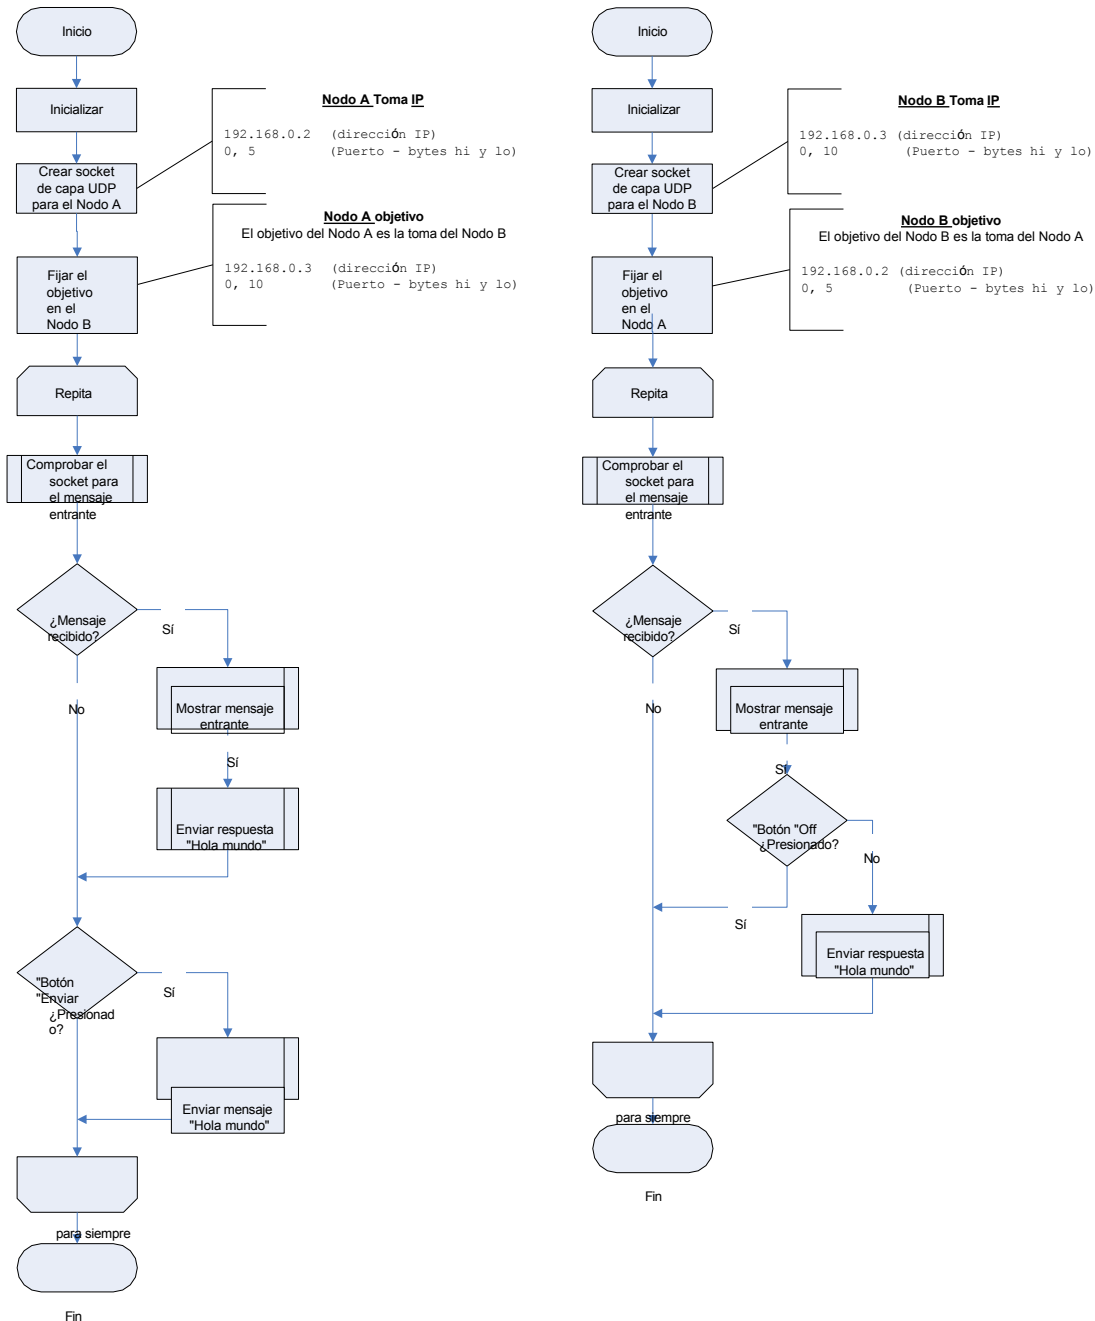 Inicio
Inicializar
Nodo A Toma IP
192.168.0.2 (dirección IP)
0, 5 (Puerto - bytes hi y lo)
Crear socket
de capa UDP
para el Nodo A
Nodo A objetivo
El objetivo del Nodo A es la toma del Nodo B
192.168.0.3 (dirección IP)
0, 10 (Puerto - bytes hi y lo)
Fijar el
objetivo
en el
Nodo B
Repita
Comprobar el
socket para
el mensaje
entrante
¿Mensaje
recibido?
Sí
No
Mostrar mensaje
entrante
Sí
Enviar respuesta
"Hola mundo"
"Botón
"Enviar
¿Presionad
o?
Sí
Enviar mensaje
"Hola mundo"
para siempre
Fin
Inicio
Inicializar
Nodo B Toma IP
192.168.0.3 (dirección IP)
0, 10 (Puerto - bytes hi y lo)
Crear socket
de capa UDP
para el Nodo B
Nodo B objetivo
El objetivo del Nodo B es la toma del Nodo A
192.168.0.2 (dirección IP)
0, 5 (Puerto - bytes hi y lo)
Fijar el
objetivo
en el
Nodo A
Repita
Comprobar el
socket para
el mensaje
entrante
¿Mensaje
recibido?
Sí
No
Mostrar mensaje
entrante
Sí
"Botón "Off
¿Presionado?
No
Sí
Enviar respuesta
"Hola mundo"
para siempre
Fin